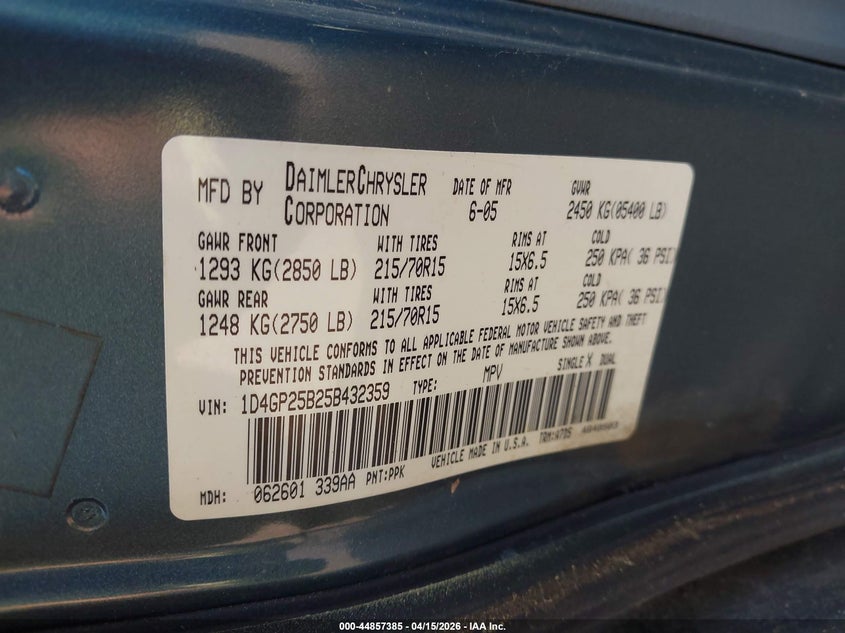 MFD BY DAIMLERCHRYSLER CORPORATION DATE OF MFR 6-05 GVWR 2450 KG(05400 LB)
GAWR FRONT WITH TIRES RIMS AT COLD
1293 KG(2850 LB) 215/70R15 15X6.5 250 KPA( 36 PSI)
GAWR REAR WITH TIRES RIMS AT COLD
1248 KG(2750 LB) 215/70R15 15X6.5 250 KPA( 36 PSI)
THIS VEHICLE CONFORMS TO ALL APPLICABLE FEDERAL MOTOR VEHICLE SAFETY AND THEFT
PREVENTION STANDARDS IN EFFECT ON THE DATE OF MANUFACTURE SHOWN ABOVE.
VIN: 1D4GP25B25B432359 TYPE: MPV SINGLE X DUAL
MDH: 062601 339AA PNT:PPK VEHICLE MADE IN U.S.A. TRM:A7D5
000-44857385 - 04/15/2026 - IAA Inc.